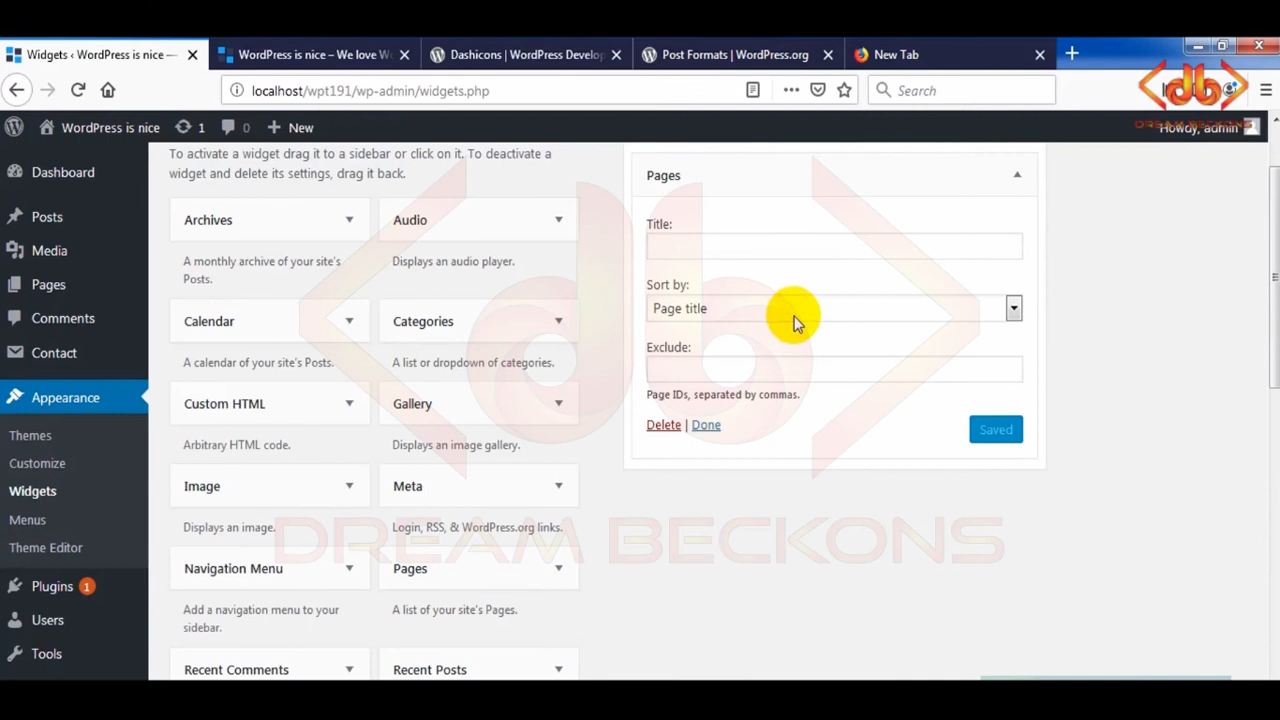 Widgets ‹ WordPress is nice —
WordPress is nice – We love Wo
Dashicons | WordPress Develop
Post Formats | WordPress.org
New Tab
localhost/wpt191/wp-admin/widgets.php
Search
db
DREAM BECKONS
WordPress is nice
1
0
New
Howdy, admin
Dashboard
Posts
Media
Pages
Comments
Contact
Appearance
Themes
Customize
Widgets
Menus
Theme Editor
Plugins 1
Users
Tools
To activate a widget drag it to a sidebar or click on it. To deactivate a
widget and delete its settings, drag it back.
Archives
A monthly archive of your site's
Posts.
Audio
Displays an audio player.
Calendar
A calendar of your site's Posts.
Categories
A list or dropdown of categories.
Custom HTML
Arbitrary HTML code.
Gallery
Displays an image gallery.
Image
Displays an image.
Meta
Login, RSS, & WordPress.org links.
Navigation Menu
Add a navigation menu to your
sidebar.
Pages
A list of your site's Pages.
Recent Comments
Recent Posts
Pages
Title:
Sort by:
Page title
Exclude:
Page IDs, separated by commas.
Delete | Done
Saved
DREAM BECKONS